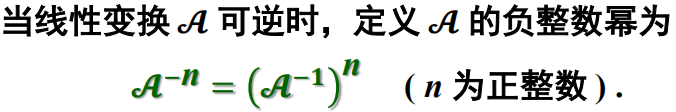 当线性变换 𝒜 可逆时，定义 𝒜 的负整数幂为
𝒜⁻ⁿ = (𝒜⁻¹)ⁿ ( n 为正整数 ) .